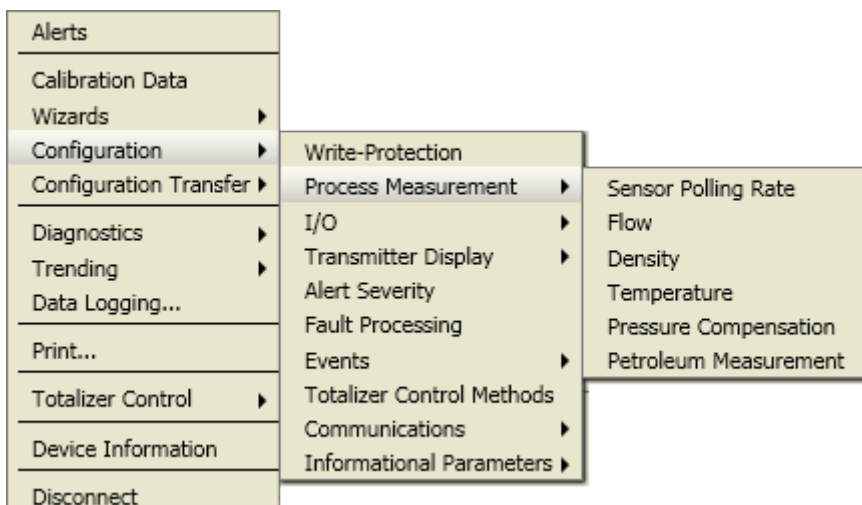 Alerts
Calibration Data
Wizards
Configuration
Configuration Transfer
Diagnostics
Trending
Data Logging...
Print...
Totalizer Control
Device Information
Disconnect
Write-Protection
Process Measurement
I/O
Transmitter Display
Alert Severity
Fault Processing
Events
Totalizer Control Methods
Communications
Informational Parameters
Sensor Polling Rate
Flow
Density
Temperature
Pressure Compensation
Petroleum Measurement